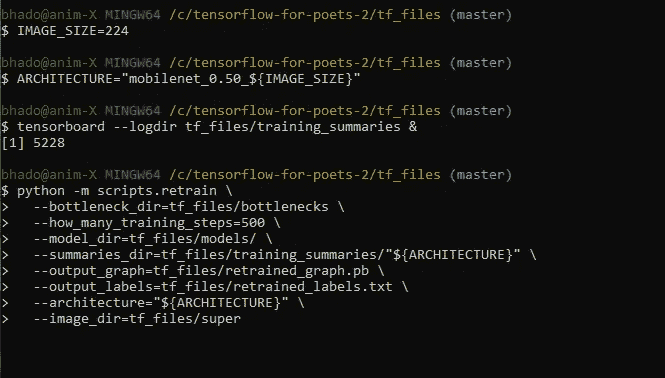 bhado@anim-X MINGW64 /c/tensorflow-for-poets-2/tf_files (master)
$ IMAGE_SIZE=224
bhado@anim-X MINGW64 /c/tensorflow-for-poets-2/tf_files (master)
$ ARCHITECTURE="mobilenet_0.50_${IMAGE_SIZE}"
bhado@anim-X MINGW64 /c/tensorflow-for-poets-2/tf_files (master)
$ tensorboard --logdir tf_files/training_summaries &
[1] 5228
bhado@anim-X MINGW64 /c/tensorflow-for-poets-2/tf_files (master)
$ python -m scripts.retrain \
>   --bottleneck_dir=tf_files/bottlenecks \
>   --how_many_training_steps=500 \
>   --model_dir=tf_files/models/ \
>   --summaries_dir=tf_files/training_summaries/"${ARCHITECTURE}" \
>   --output_graph=tf_files/retrained_graph.pb \
>   --output_labels=tf_files/retrained_labels.txt \
>   --architecture="${ARCHITECTURE}" \
>   --image_dir=tf_files/super